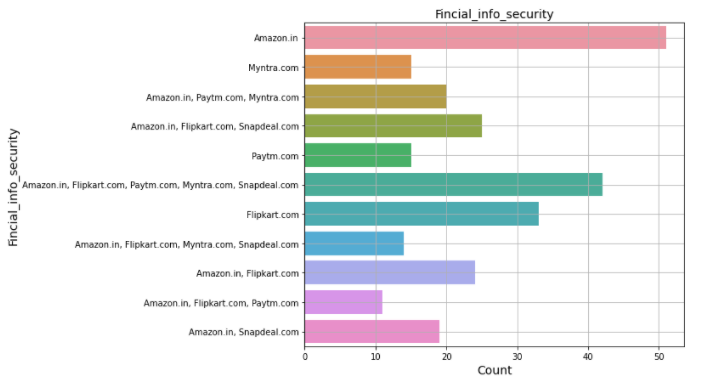 Fincial_info_security
Amazon.in
Myntra.com
Amazon.in, Paytm.com, Myntra.com
Amazon.in, Flipkart.com, Snapdeal.com
Paytm.com
Amazon.in, Flipkart.com, Paytm.com, Myntra.com, Snapdeal.com
Flipkart.com
Amazon.in, Flipkart.com, Myntra.com, Snapdeal.com
Amazon.in, Flipkart.com
Amazon.in, Flipkart.com, Paytm.com
Amazon.in, Snapdeal.com
Fincial_info_security
0 10 20 30 40 50
Count